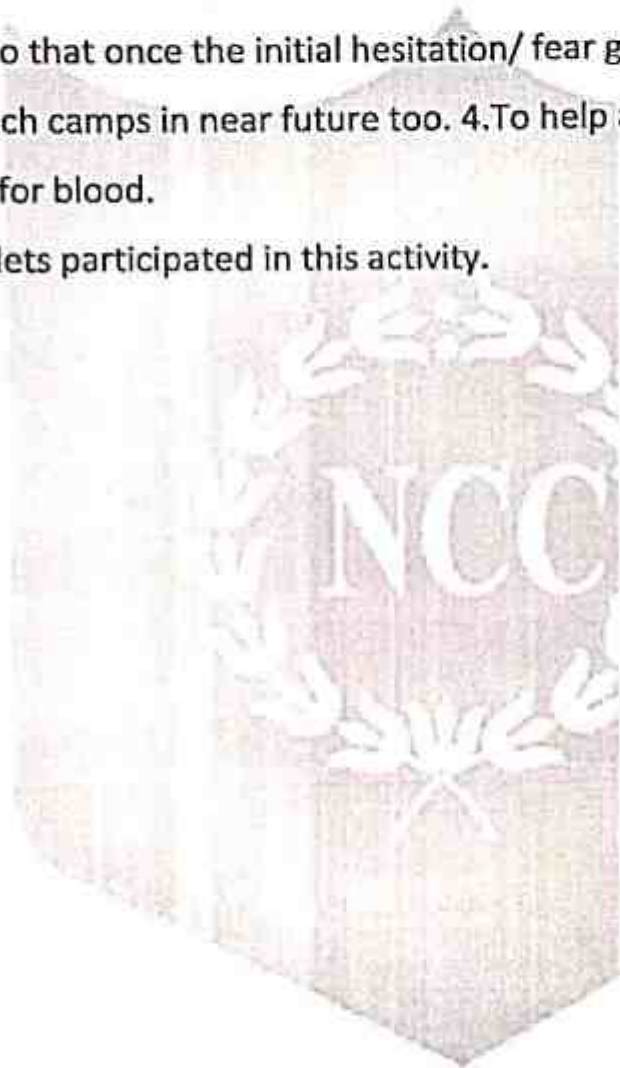 o that once the initial hesitation/ fear g
ch camps in near future too. 4.To help a
for blood.
lets participated in this activity.
NCC